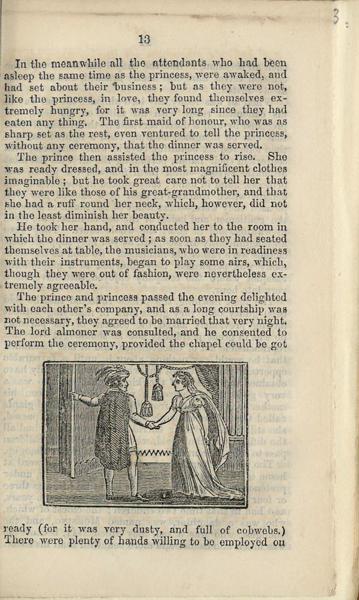 3.
13
In the meanwhile all the attendants who had been
asleep the same time as the princess, were awaked, and
had set about their business; but as they were not,
like the princess, in love, they found themselves ex-
tremely hungry, for it was very long since they had
eaten any thing. The first maid of honour, who was as
sharp set as the rest, even ventured to tell the princess,
without any ceremony, that the dinner was served.
The prince then assisted the princess to rise. She
was ready dressed, and in the most magnificent clothes
imaginable; but he took great care not to tell her that
they were like those of his great-grandmother, and that
she had a ruff round her neck, which, however, did not
in the least diminish her beauty.
He took her hand, and conducted her to the room in
which the dinner was served; as soon as they had seated
themselves at table, the musicians, who were in readiness
with their instruments, began to play some airs, which,
though they were out of fashion, were nevertheless ex-
tremely agreeable.
The prince and princess passed the evening delighted
with each other's company, and as a long courtship was
not necessary, they agreed to be married that very night.
The lord almoner was consulted, and he consented to
perform the ceremony, provided the chapel could be got
ready (for it was very dusty, and full of cobwebs.)
There were plenty of hands willing to be employed on